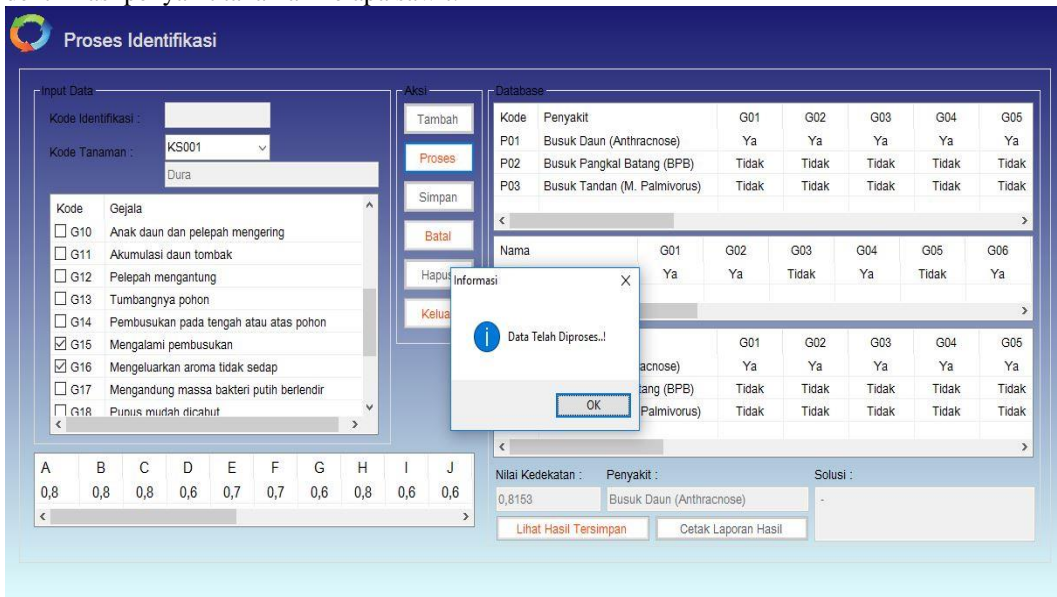 Proses Identifikasi
Input Data
Kode Identifikasi :
Kode Tanaman : KS001
Dura
Kode Gejala
G10 Anak daun dan pelepah mengering
G11 Akumulasi daun tombak
G12 Pelepah mengantung
G13 Tumbangnya pohon
G14 Pembusukan pada tengah atau atas pohon
G15 Mengalami pembusukan
G16 Mengeluarkan aroma tidak sedap
G17 Mengandung massa bakteri putih berlendir
G18 Pupus mudah dicabut
Aksi
Tambah
Proses
Simpan
Batal
Hapus
Kelua
Database
Kode Penyakit G01 G02 G03 G04 G05
P01 Busuk Daun (Anthracnose) Ya Ya Ya Ya Ya
P02 Busuk Pangkal Batang (BPB) Tidak Tidak Tidak Tidak Tidak
P03 Busuk Tandan (M. Palmivorus) Tidak Tidak Tidak Tidak Tidak
Nama G01 G02 G03 G04 G05 G06
Ya Ya Tidak Ya Tidak Ya
Informasi X
Data Telah Diproses..!
OK
G01 G02 G03 G04 G05
acnose) Ya Ya Ya Ya Ya
tang (BPB) Tidak Tidak Tidak Tidak Tidak
Palmivorus) Tidak Tidak Tidak Tidak Tidak
A B C D E F G H I J
0,8 0,8 0,8 0,6 0,7 0,7 0,6 0,8 0,6 0,6
Nilai Kedekatan : Penyakit : Solusi :
0,8153 Busuk Daun (Anthracnose) -
Lihat Hasil Tersimpan Cetak Laporan Hasil